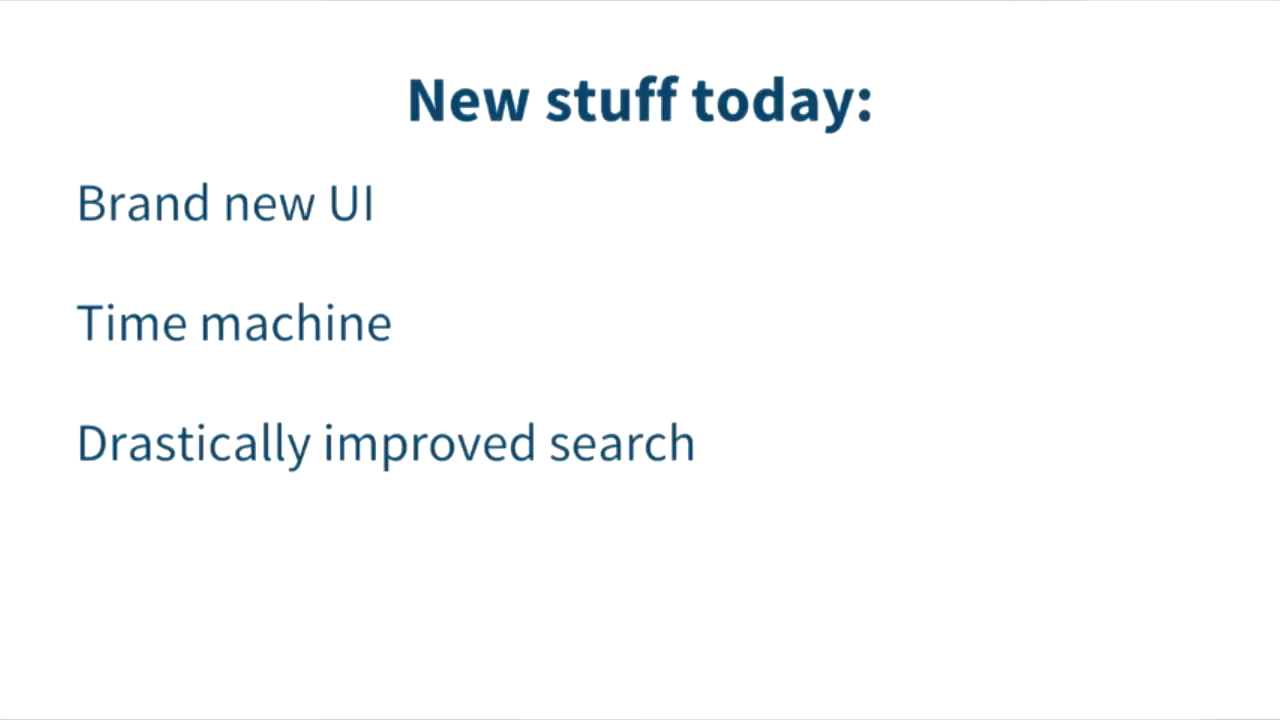 New stuff today:
Brand new UI
Time machine
Drastically improved search